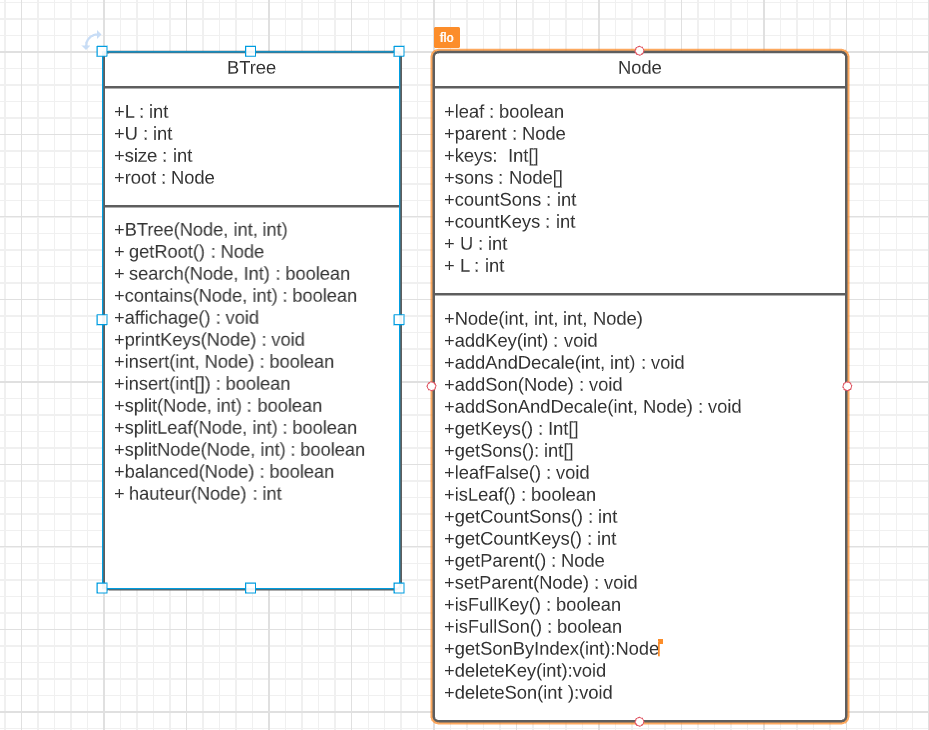 BTree
+L : int
+U : int
+size : int
+root : Node
+BTree(Node, int, int)
+ getRoot() : Node
+ search(Node, Int) : boolean
+contains(Node, int) : boolean
+affichage() : void
+printKeys(Node) : void
+insert(int, Node) : boolean
+insert(int[]) : boolean
+split(Node, int) : boolean
+splitLeaf(Node, int) : boolean
+splitNode(Node, int) : boolean
+balanced(Node) : boolean
+ hauteur(Node) : int
flo
Node
+leaf : boolean
+parent : Node
+keys:  Int[]
+sons : Node[]
+countSons : int
+countKeys : int
+ U : int
+ L : int
+Node(int, int, int, Node)
+addKey(int) : void
+addAndDecale(int, int) : void
+addSon(Node) : void
+addSonAndDecale(int, Node) : void
+getKeys() : Int[]
+getSons(): int[]
+leafFalse() : void
+isLeaf() : boolean
+getCountSons() : int
+getCountKeys() : int
+getParent() : Node
+setParent(Node) : void
+isFullKey() : boolean
+isFullSon() : boolean
+getSonByIndex(int):Node
+deleteKey(int):void
+deleteSon(int ):void